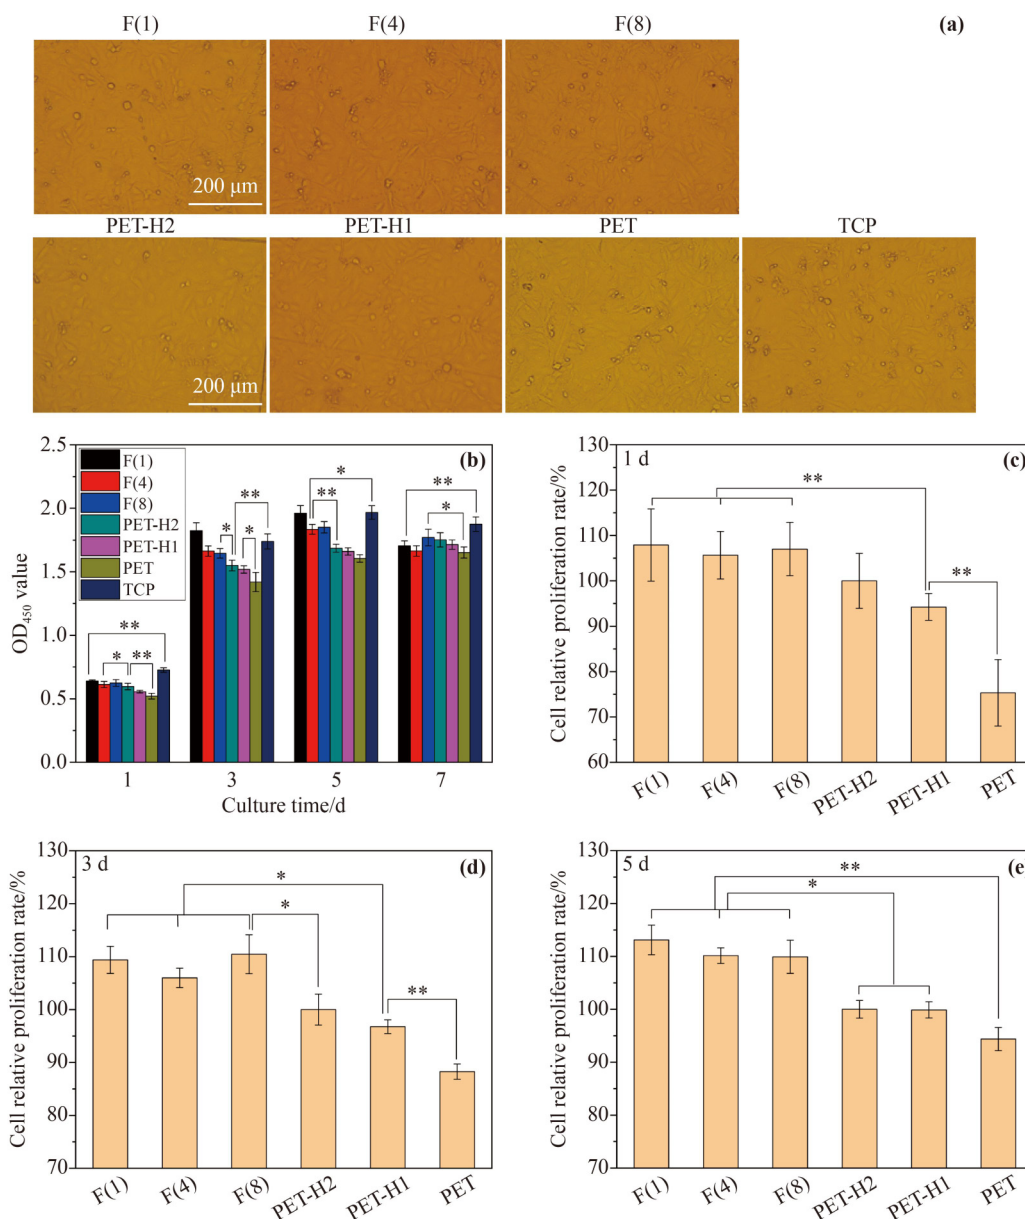 F(1) F(4) F(8) (a)
200 μm
PET-H2 PET-H1 PET TCP
200 μm
(b)
F(1)
F(4)
F(8)
PET-H2
PET-H1
PET
TCP
OD450 value
2.5
2.0
1.5
1.0
0.5
0.0
** * ** * * ** ** * ** *
1 3 5 7
Culture time/d
(c)
1 d
Cell relative proliferation rate/%
130
120
110
100
90
80
70
60
**
**
F(1) F(4) F(8) PET-H2 PET-H1 PET
(d)
3 d
Cell relative proliferation rate/%
130
120
110
100
90
80
70
*
*
**
F(1) F(4) F(8) PET-H2 PET-H1 PET
(e)
5 d
Cell relative proliferation rate/%
130
120
110
100
90
80
70
**
*
F(1) F(4) F(8) PET-H2 PET-H1 PET